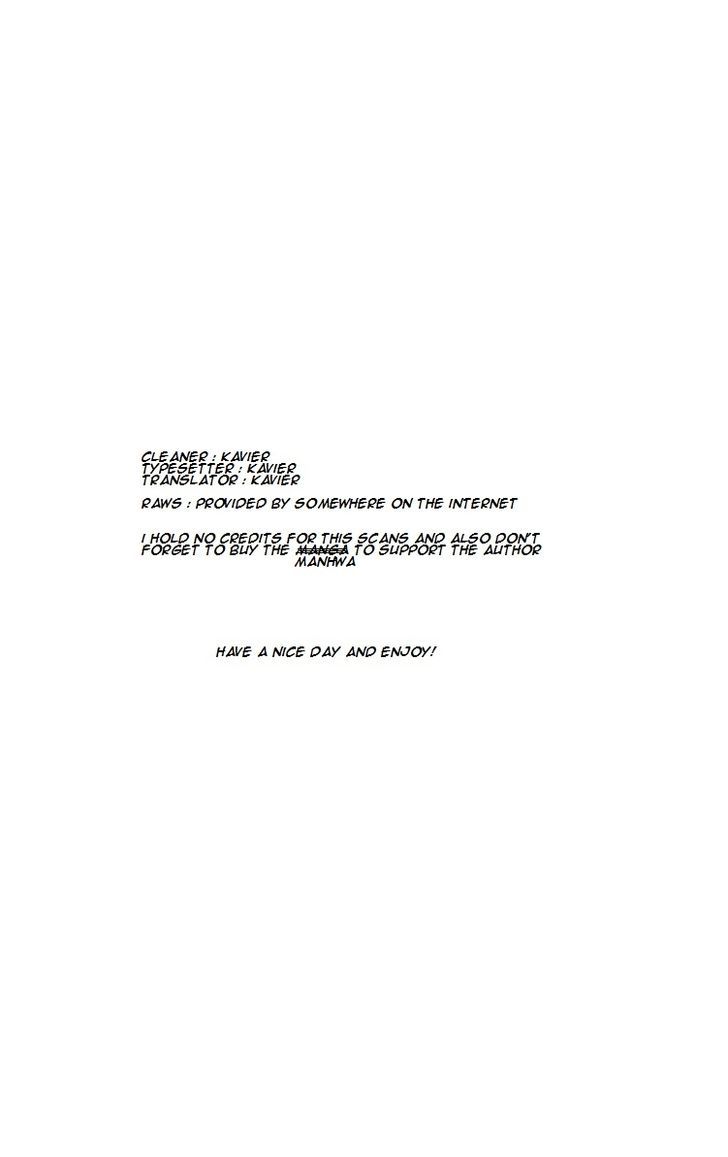 CLEANER : KAVIER
TYPESETTER : KAVIER
TRANSLATOR : KAVIER
RAWS : PROVIDED BY SOMEWHERE ON THE INTERNET
I HOLD NO CREDITS FOR THIS SCANS AND ALSO DON'T
FORGET TO BUY THE MANGA TO SUPPORT THE AUTHOR
MANHWA
HAVE A NICE DAY AND ENJOY!